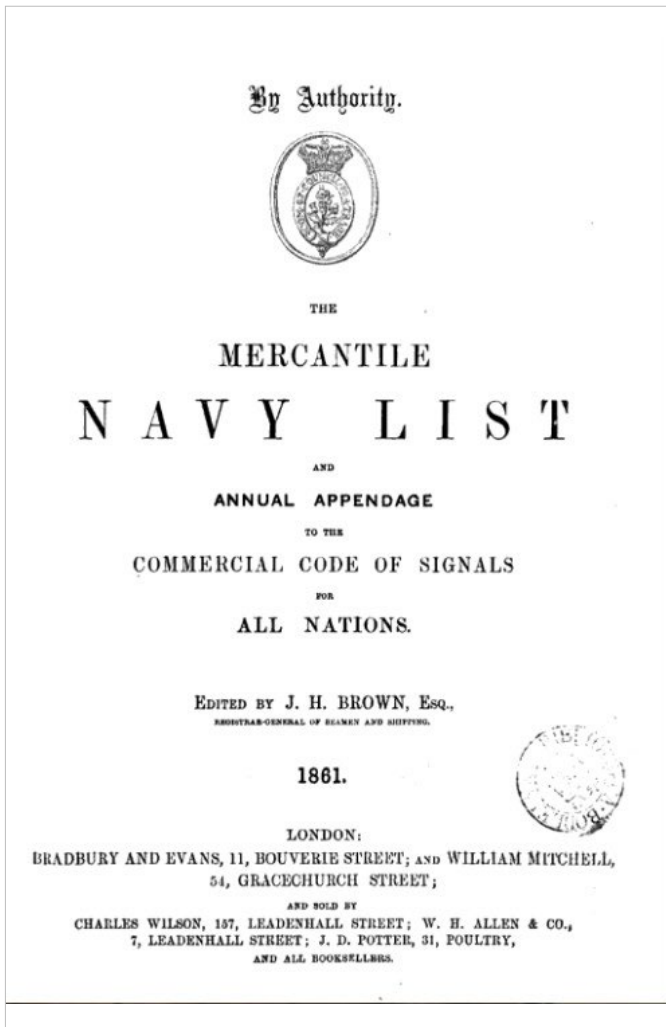 By Authority.
THE
MERCANTILE
NAVY LIST
AND
ANNUAL APPENDAGE
TO THE
COMMERCIAL CODE OF SIGNALS
FOR
ALL NATIONS.
EDITED BY J. H. BROWN, ESQ.,
REGISTRAR-GENERAL OF SEAMEN AND SHIPPING.
1861.
LONDON:
BRADBURY AND EVANS, 11, BOUVERIE STREET; AND WILLIAM MITCHELL,
54, GRACECHURCH STREET;
AND SOLD BY
CHARLES WILSON, 157, LEADENHALL STREET; W. H. ALLEN & CO.,
7, LEADENHALL STREET; J. D. POTTER, 31, POULTRY,
AND ALL BOOKSELLERS.